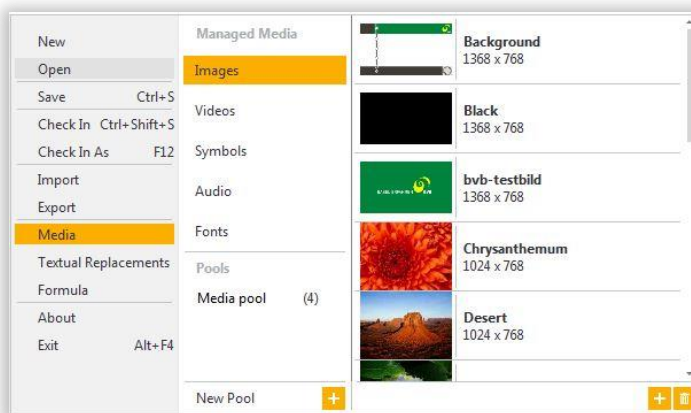 New
Open
Save Ctrl+S
Check In Ctrl+Shift+S
Check In As F12
Import
Export
Media
Textual Replacements
Formula
About
Exit Alt+F4
Managed Media
Images
Videos
Symbols
Audio
Fonts
Pools
Media pool (4)
New Pool
Background
1368 x 768
Black
1368 x 768
bvb-testbild
1368 x 768
Chrysanthemum
1024 x 768
Desert
1024 x 768